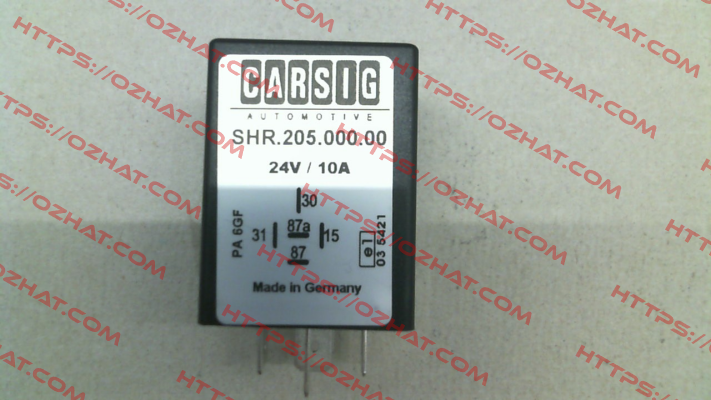 CARSIG
AUTOMOTIVE
SHR.205.000.00
24V / 10A
30
87a
31
15
87
PA 6GF
e1
03 5421
Made in Germany
HTTPS://OZHAT.COM